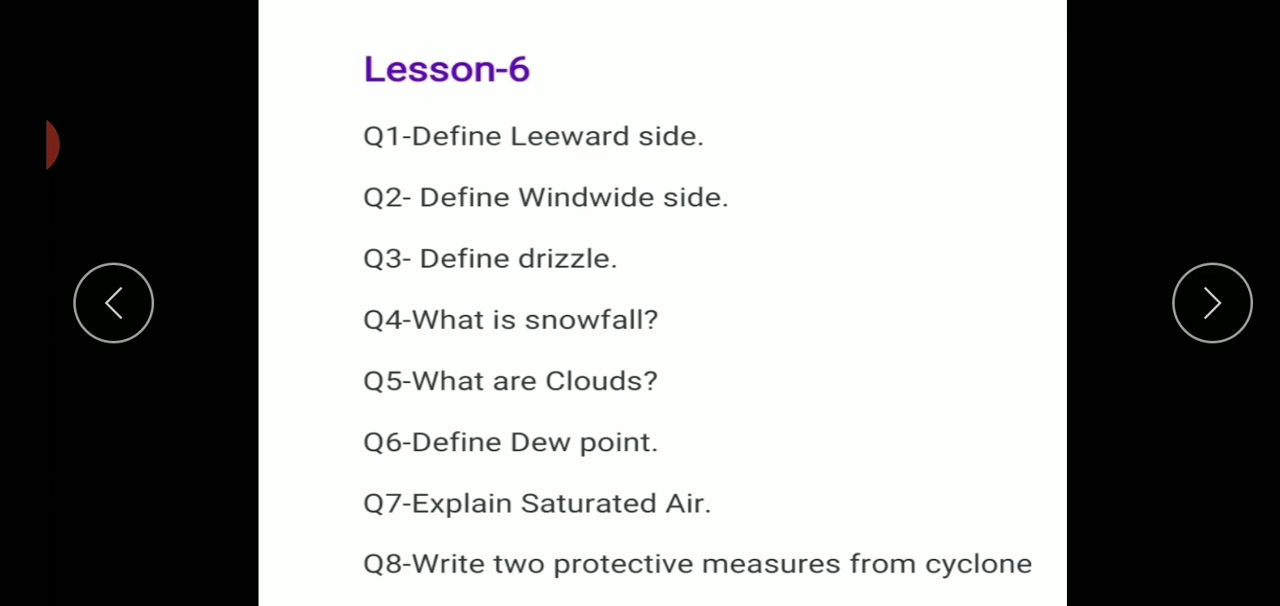 Lesson-6
Q1-Define Leeward side.
Q2- Define Windwide side.
Q3- Define drizzle.
Q4-What is snowfall?
Q5-What are Clouds?
Q6-Define Dew point.
Q7-Explain Saturated Air.
Q8-Write two protective measures from cyclone